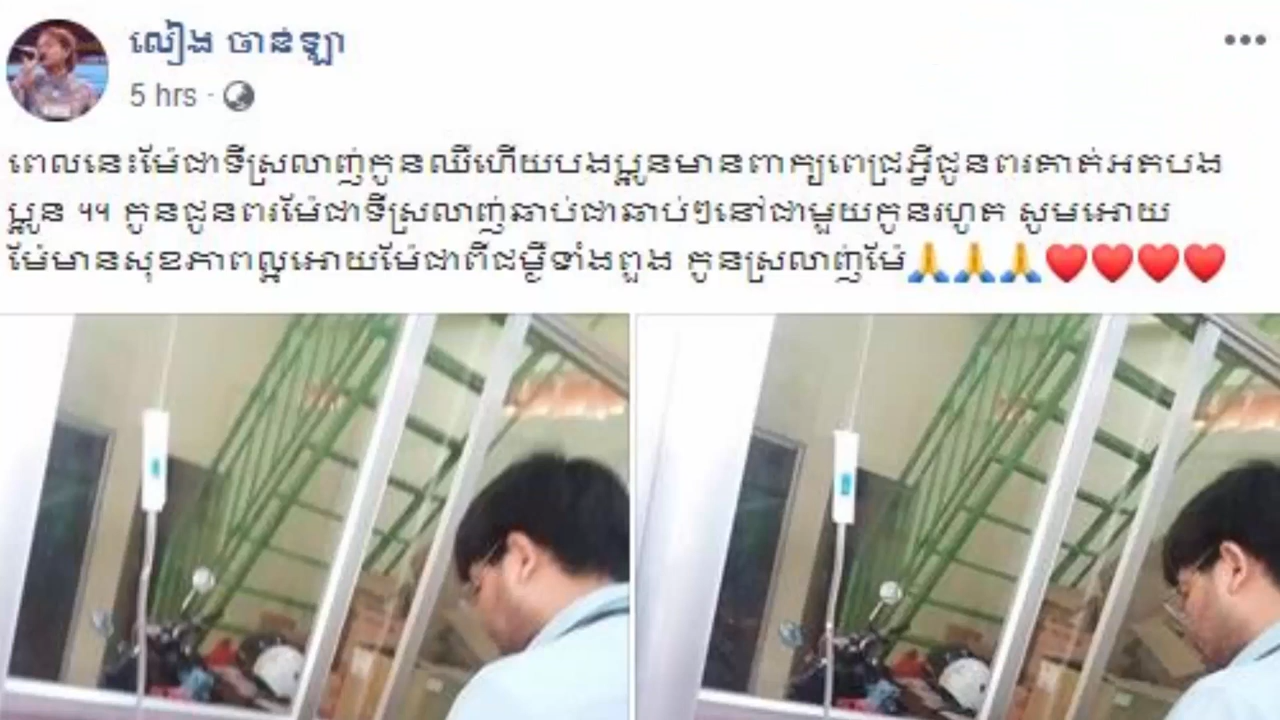 លៀង ចាន់ឡា
5 hrs ·
ពេលនេះម៉ែជាទីស្រលាញ់កូនឈឺហើយបងប្អូនមានពាក្យពេជ្រអ្វីជូនពរគាត់អតបង
ប្អូន ។។ កូនជូនពរម៉ែជាទីស្រលាញ់ឆាប់ជាឆាប់ៗនៅជាមួយកូនរហូត សូមអោយ
ម៉ែមានសុខភាពល្អអោយម៉ែជាពីជម្ងឺទាំងពួង កូនស្រលាញ់ម៉ែ🙏🙏🙏❤️❤️❤️❤️